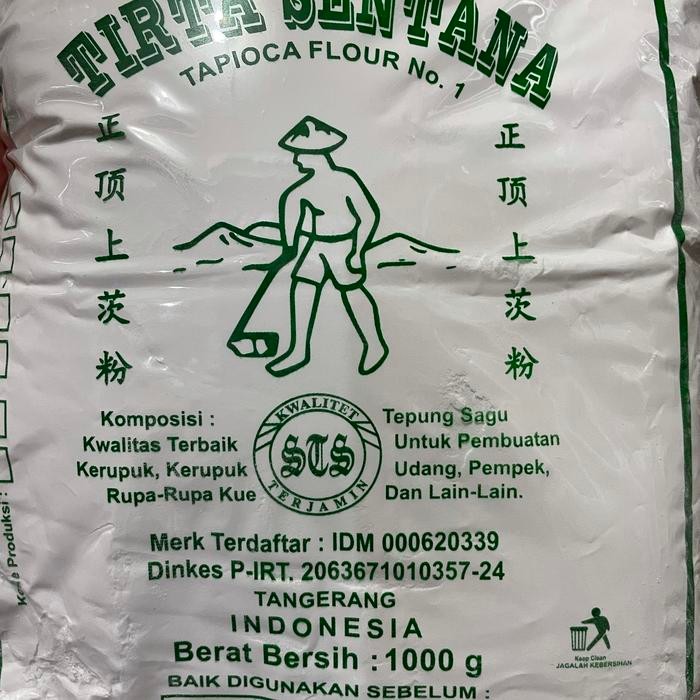 TIRTA SENTANA
TAPIOCA FLOUR No. 1
正顶上茨粉
正顶上茨粉
Komposisi : Tepung Sagu
Kwalitas Terbaik Untuk Pembuatan
Kerupuk, Kerupuk Udang, Pempek,
Rupa-Rupa Kue Dan Lain-Lain.
KWALITET
STS
TERJAMIN
Merk Terdaftar : IDM 000620339
Dinkes P-IRT. 2063671010357-24
TANGERANG
INDONESIA
Berat Bersih : 1000 g
BAIK DIGUNAKAN SEBELUM :
Kode Produksi :
Keep Clean
JAGALAH KEBERSIHAN